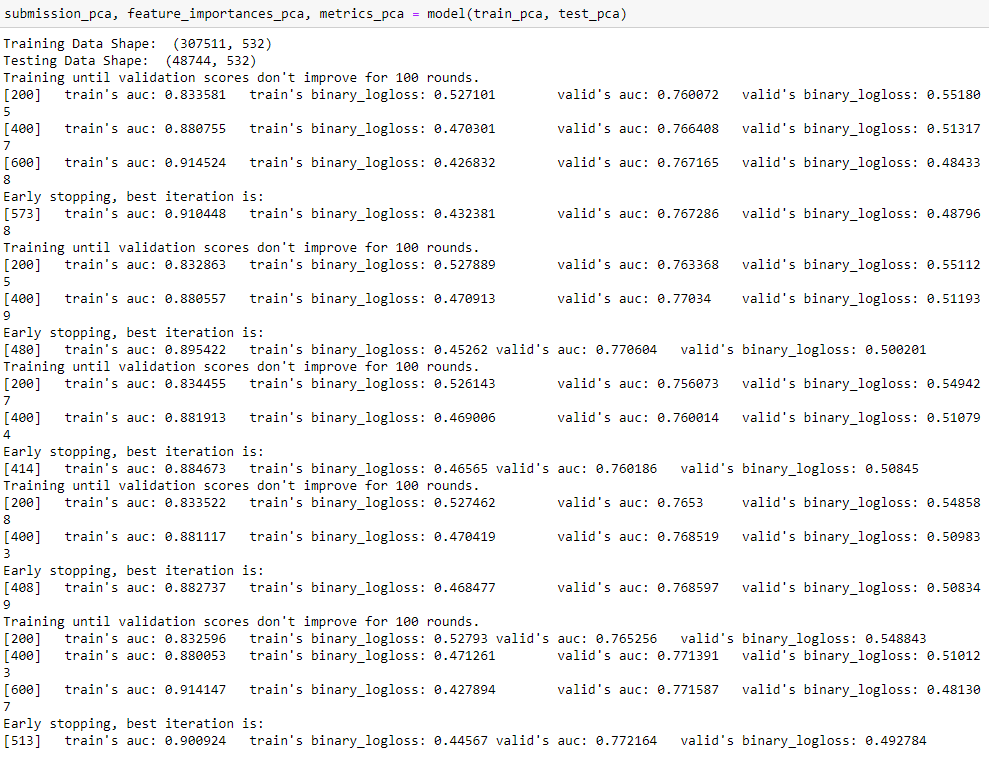 submission_pca, feature_importances_pca, metrics_pca = model(train_pca, test_pca)
Training Data Shape:  (307511, 532)
Testing Data Shape:  (48744, 532)
Training until validation scores don't improve for 100 rounds.
[200]   train's auc: 0.833581   train's binary_logloss: 0.527101        valid's auc: 0.760072   valid's binary_logloss: 0.55180
5
[400]   train's auc: 0.880755   train's binary_logloss: 0.470301        valid's auc: 0.766408   valid's binary_logloss: 0.51317
7
[600]   train's auc: 0.914524   train's binary_logloss: 0.426832        valid's auc: 0.767165   valid's binary_logloss: 0.48433
8
Early stopping, best iteration is:
[573]   train's auc: 0.910448   train's binary_logloss: 0.432381        valid's auc: 0.767286   valid's binary_logloss: 0.48796
8
Training until validation scores don't improve for 100 rounds.
[200]   train's auc: 0.832863   train's binary_logloss: 0.527889        valid's auc: 0.763368   valid's binary_logloss: 0.55112
5
[400]   train's auc: 0.880557   train's binary_logloss: 0.470913        valid's auc: 0.77034    valid's binary_logloss: 0.51193
9
Early stopping, best iteration is:
[480]   train's auc: 0.895422   train's binary_logloss: 0.45262 valid's auc: 0.770604   valid's binary_logloss: 0.500201
Training until validation scores don't improve for 100 rounds.
[200]   train's auc: 0.834455   train's binary_logloss: 0.526143        valid's auc: 0.756073   valid's binary_logloss: 0.54942
7
[400]   train's auc: 0.881913   train's binary_logloss: 0.469006        valid's auc: 0.760014   valid's binary_logloss: 0.51079
4
Early stopping, best iteration is:
[414]   train's auc: 0.884673   train's binary_logloss: 0.46565 valid's auc: 0.760186   valid's binary_logloss: 0.50845
Training until validation scores don't improve for 100 rounds.
[200]   train's auc: 0.833522   train's binary_logloss: 0.527462        valid's auc: 0.7653     valid's binary_logloss: 0.54858
8
[400]   train's auc: 0.881117   train's binary_logloss: 0.470419        valid's auc: 0.768519   valid's binary_logloss: 0.50983
3
Early stopping, best iteration is:
[408]   train's auc: 0.882737   train's binary_logloss: 0.468477        valid's auc: 0.768597   valid's binary_logloss: 0.50834
9
Training until validation scores don't improve for 100 rounds.
[200]   train's auc: 0.832596   train's binary_logloss: 0.52793 valid's auc: 0.765256   valid's binary_logloss: 0.548843
[400]   train's auc: 0.880053   train's binary_logloss: 0.471261        valid's auc: 0.771391   valid's binary_logloss: 0.51012
3
[600]   train's auc: 0.914147   train's binary_logloss: 0.427894        valid's auc: 0.771587   valid's binary_logloss: 0.48130
7
Early stopping, best iteration is:
[513]   train's auc: 0.900924   train's binary_logloss: 0.44567 valid's auc: 0.772164   valid's binary_logloss: 0.492784